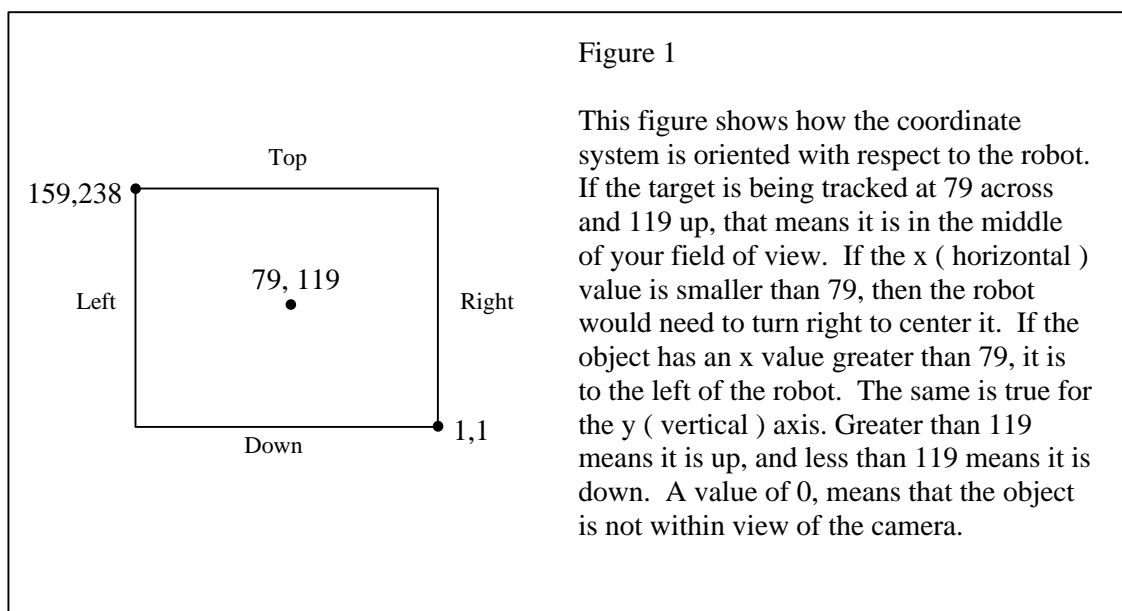 Figure 1
This figure shows how the coordinate
system is oriented with respect to the robot.
If the target is being tracked at 79 across
and 119 up, that means it is in the middle
of your field of view.  If the x ( horizontal )
value is smaller than 79, then the robot
would need to turn right to center it.  If the
object has an x value greater than 79, it is
to the left of the robot.  The same is true for
the y ( vertical ) axis. Greater than 119
means it is up, and less than 119 means it is
down.  A value of 0, means that the object
is not within view of the camera.
Top
159,238
79, 119
Left
Right
1,1
Down